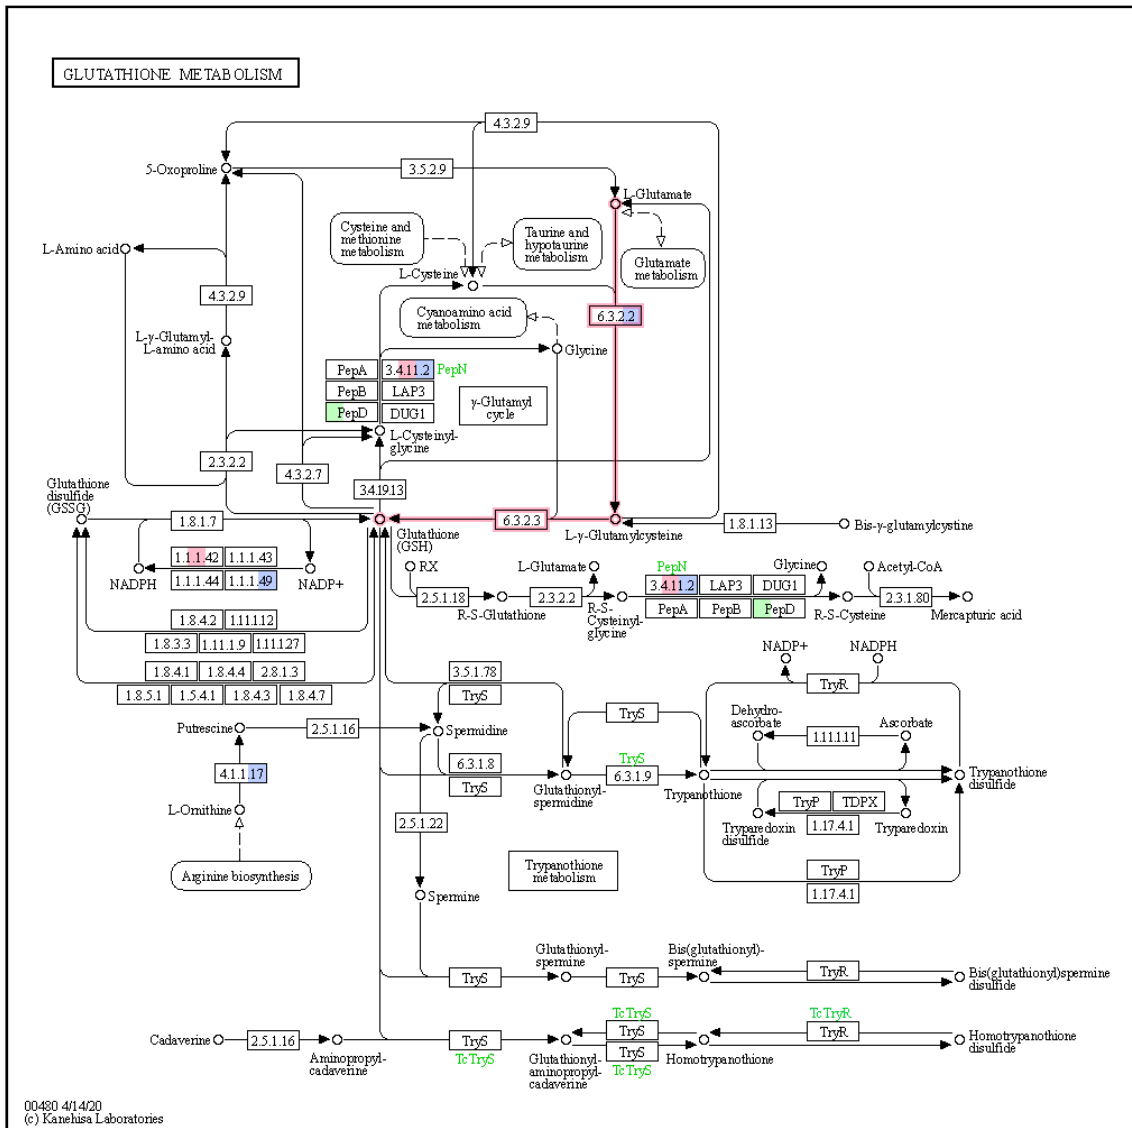 GLUTATHIONE METABOLISM
4.3.2.9
5-Oxoproline
3.5.2.9
L-Glutamate
L-Amino acid
Cysteine and
methionine
metabolism
Taurine and
hypotaurine
metabolism
Glutamate
metabolism
L-Cysteine
4.3.2.9
Cyanoamino acid
metabolism
6.3.2.2
L-γ-Glutamyl-
L-amino acid
Glycine
PepA
3.4.11.2
PepN
PepB
LAP3
PepD
DUG1
γ-Glutamyl
cycle
L-Cysteinyl-
glycine
2.3.2.2
4.3.2.7
3.4.19.13
Glutathione
disulfide
(GSSG)
1.8.1.7
Glutathione
(GSH)
6.3.2.3
L-γ-Glutamylcysteine
1.8.1.13
Bis-γ-glutamylcystine
1.1.1.42
1.1.1.43
1.1.1.44
1.1.1.49
NADPH
NADP+
RX
2.5.1.18
R-S-Glutathione
L-Glutamate
2.3.2.2
R-S-
Cysteinyl-
glycine
PepN
3.4.11.2
LAP3
DUG1
PepA
PepB
PepD
Glycine
R-S-Cysteine
Acetyl-CoA
2.3.1.80
Mercapturic acid
1.8.4.2
1.11.1.12
1.8.3.3
1.11.1.9
1.11.1.27
1.8.4.1
1.8.4.4
2.8.1.3
1.8.5.1
1.5.4.1
1.8.4.3
1.8.4.7
3.5.1.78
TryS
NADP+
NADPH
TryR
Putrescine
2.5.1.16
Spermidine
TryS
Dehydro-
ascorbate
Ascorbate
1.11.1.11
4.1.1.17
6.3.1.8
TryS
Glutathionyl-
spermidine
TryS
6.3.1.9
Trypanothione
Trypanothione
disulfide
L-Ornithine
2.5.1.22
TryP
TDPX
1.17.4.1
Tryparedoxin
disulfide
Tryparedoxin
Arginine biosynthesis
Trypanothione
metabolism
TryP
1.17.4.1
Spermine
Glutathionyl-
spermine
Bis(glutathionyl)-
spermine
TryS
TryS
TryR
Bis(glutathionyl)spermine
disulfide
TcTryS
TcTryR
Cadaverine
2.5.1.16
Aminopropyl-
cadaverine
TryS
TcTryS
Glutathionyl-
aminopropyl-
cadaverine
TryS
TryS
TcTryS
Homotrypanothione
TryR
Homotrypanothione
disulfide
00480 4/14/20
(c) Kanehisa Laboratories